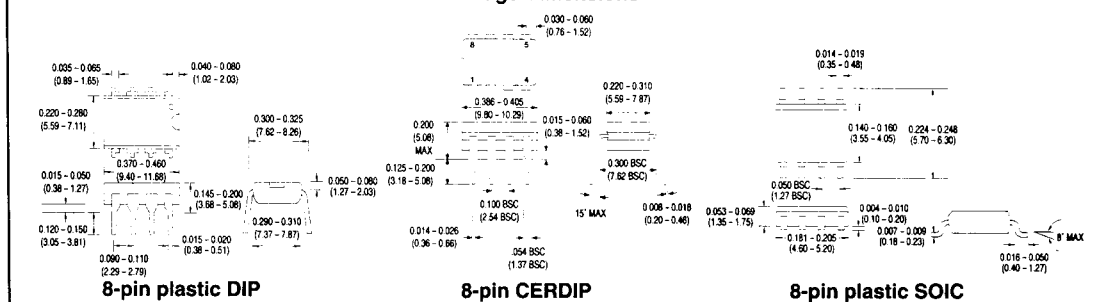 0.035 – 0.065
(0.89 – 1.65)
0.040 – 0.080
(1.02 – 2.03)
0.220 – 0.280
(5.59 – 7.11)
0.370 – 0.460
(9.40 – 11.68)
0.015 – 0.050
(0.38 – 1.27)
0.145 – 0.200
(3.68 – 5.08)
0.120 – 0.150
(3.05 – 3.81)
0.015 – 0.020
(0.38 – 0.51)
0.090 – 0.110
(2.29 – 2.79)
0.300 – 0.325
(7.62 – 8.26)
0.050 – 0.080
(1.27 – 2.03)
0.290 – 0.310
(7.37 – 7.87)
8-pin plastic DIP
0.030 – 0.060
(0.76 – 1.52)
8 5
1 4
0.386 – 0.405
(9.80 – 10.29)
0.200
(5.08)
MAX
0.015 – 0.060
(0.38 – 1.52)
0.125 – 0.200
(3.18 – 5.08)
0.100 BSC
(2.54 BSC)
0.014 – 0.026
(0.36 – 0.66)
.054 BSC
(1.37 BSC)
0.220 – 0.310
(5.59 – 7.87)
0.300 BSC
(7.62 BSC)
15° MAX
0.008 – 0.018
(0.20 – 0.46)
8-pin CERDIP
0.014 – 0.019
(0.35 – 0.48)
0.140 – 0.160
(3.55 – 4.05)
0.224 – 0.248
(5.70 – 6.30)
0.050 BSC
(1.27 BSC)
0.053 – 0.069
(1.35 – 1.75)
0.004 – 0.010
(0.10 – 0.20)
0.181 – 0.205
(4.60 – 5.20)
0.007 – 0.009
(0.18 – 0.23)
8° MAX
0.016 – 0.050
(0.40 – 1.27)
8-pin plastic SOIC